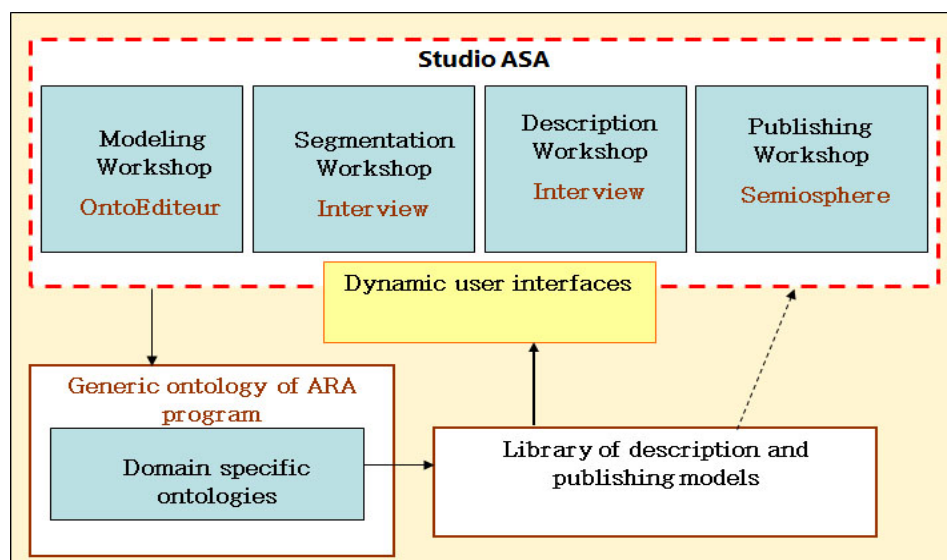 Studio ASA
Modeling
Workshop
OntoEditeur
Segmentation
Workshop
Interview
Description
Workshop
Interview
Publishing
Workshop
Semiosphere
Dynamic user interfaces
Generic ontology of ARA
program
Domain specific
ontologies
Library of description and
publishing models